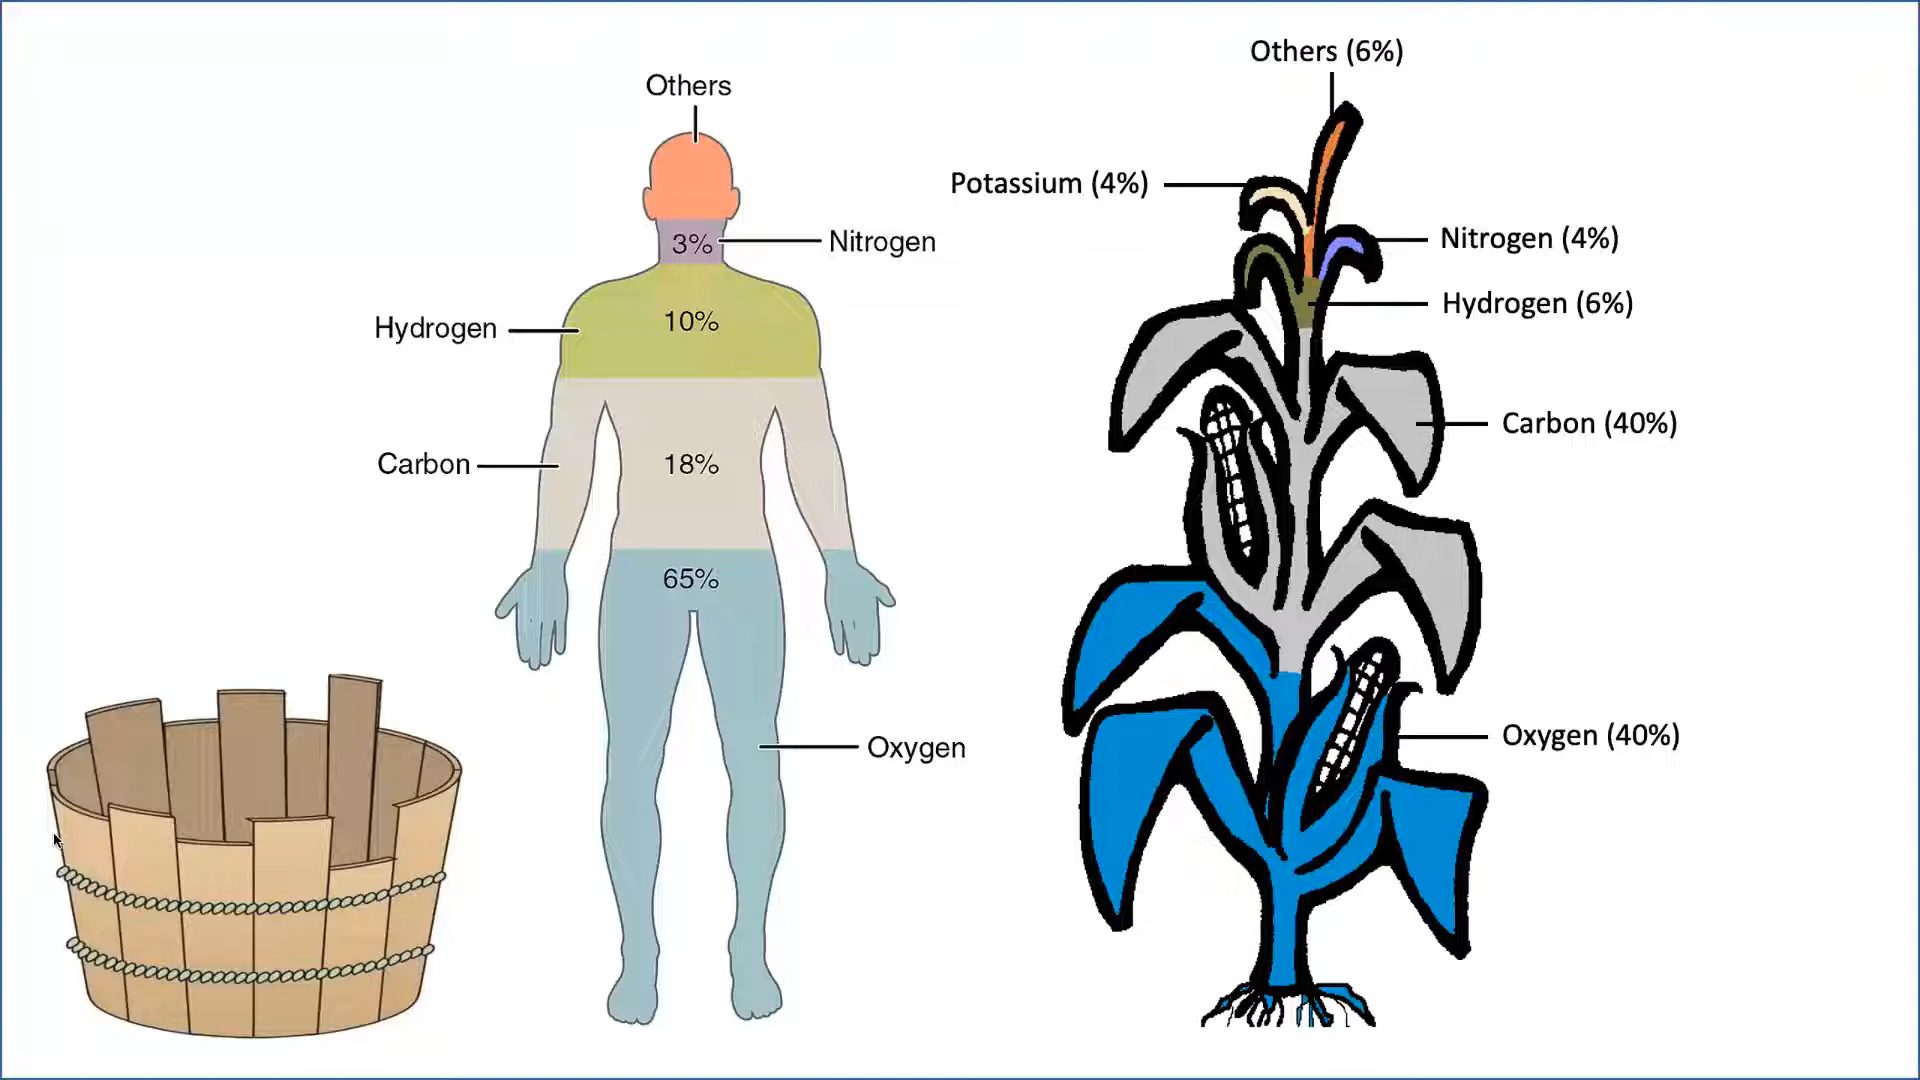 Others
3%
Nitrogen
10%
Hydrogen
18%
Carbon
65%
Oxygen
Others (6%)
Potassium (4%)
Nitrogen (4%)
Hydrogen (6%)
Carbon (40%)
Oxygen (40%)